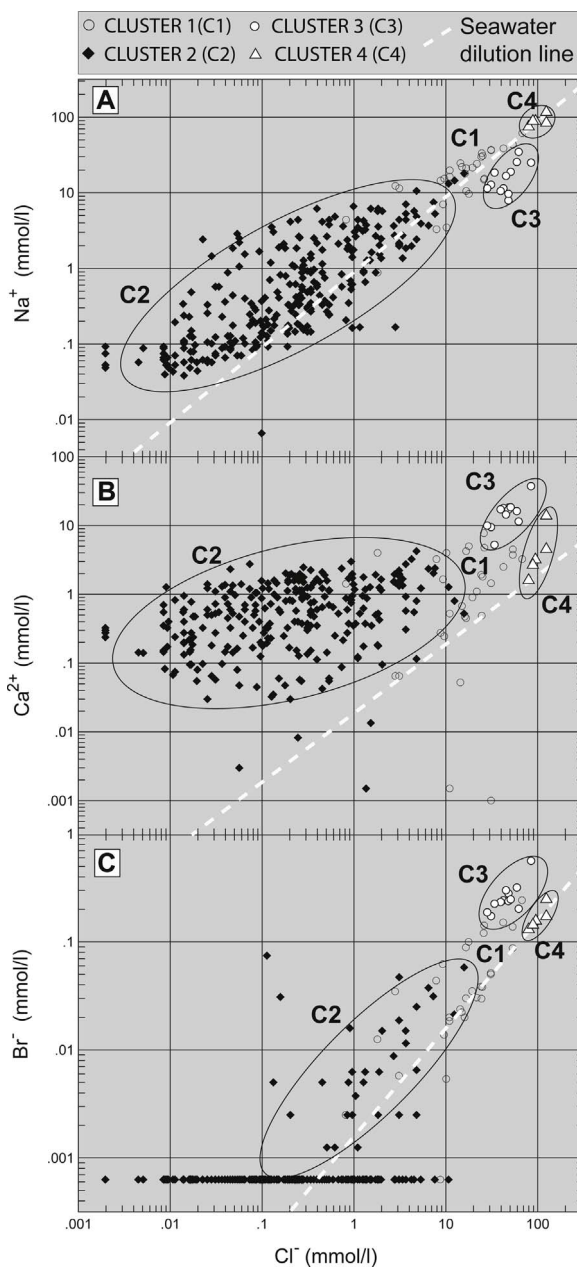 CLUSTER 1 (C1) CLUSTER 3 (C3) Seawater
CLUSTER 2 (C2) CLUSTER 4 (C4) dilution line
A
C4
100
C1
10
C3
C2
1
.1
.01
Na⁺ (mmol/l)
100
B
C3
10
C2
C1
1
C4
.1
.01
.001
1
Ca²⁺ (mmol/l)
C
C3
.1
C1 C4
C2
.01
.001
Br⁻ (mmol/l)
.001 .01 .1 1 10 100
Cl⁻ (mmol/l)